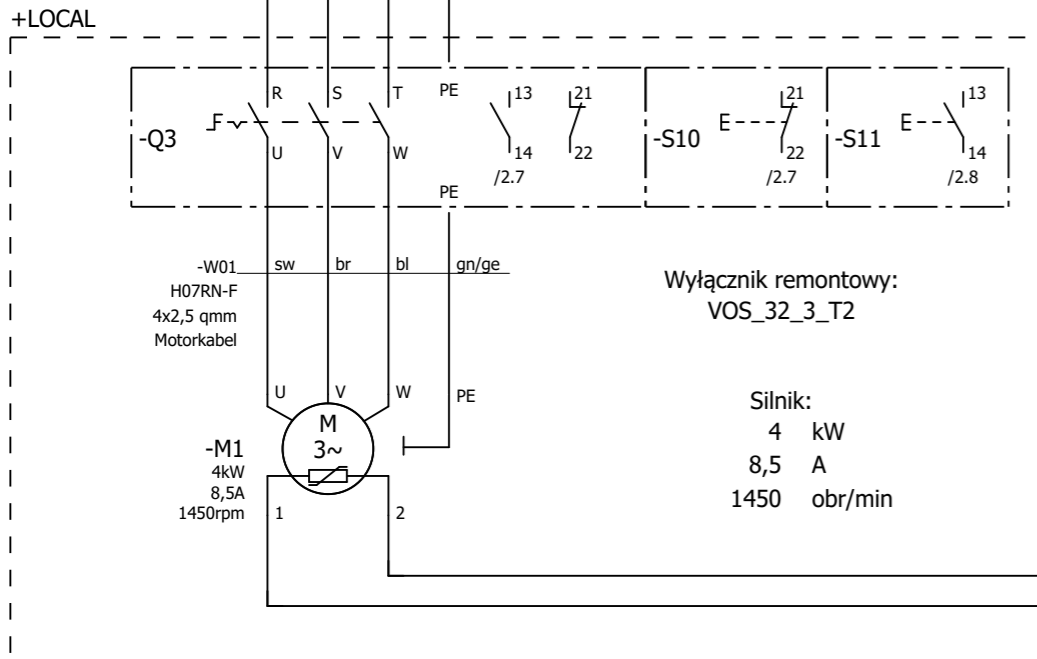 +LOCAL
R S T PE 13 21 21 13
-Q3 F E -S10 E -S11
U V W 14 22 22 14
/2.7 /2.7 /2.8
PE
-W01 sw br bl gn/ge
H07RN-F
4x2,5 qmm
Motorkabel
Wyłącznik remontowy:
VOS_32_3_T2
U V W PE
M
3~
-M1
4kW
8,5A
1450rpm
1 2
Silnik:
4 kW
8,5 A
1450 obr/min